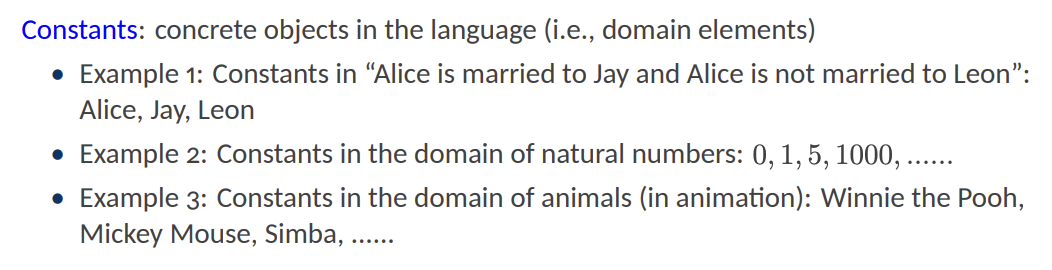 Constants: concrete objects in the language (i.e., domain elements)
• Example 1: Constants in “Alice is married to Jay and Alice is not married to Leon”:
Alice, Jay, Leon
• Example 2: Constants in the domain of natural numbers: 0, 1, 5, 1000, ......
• Example 3: Constants in the domain of animals (in animation): Winnie the Pooh,
Mickey Mouse, Simba, ......